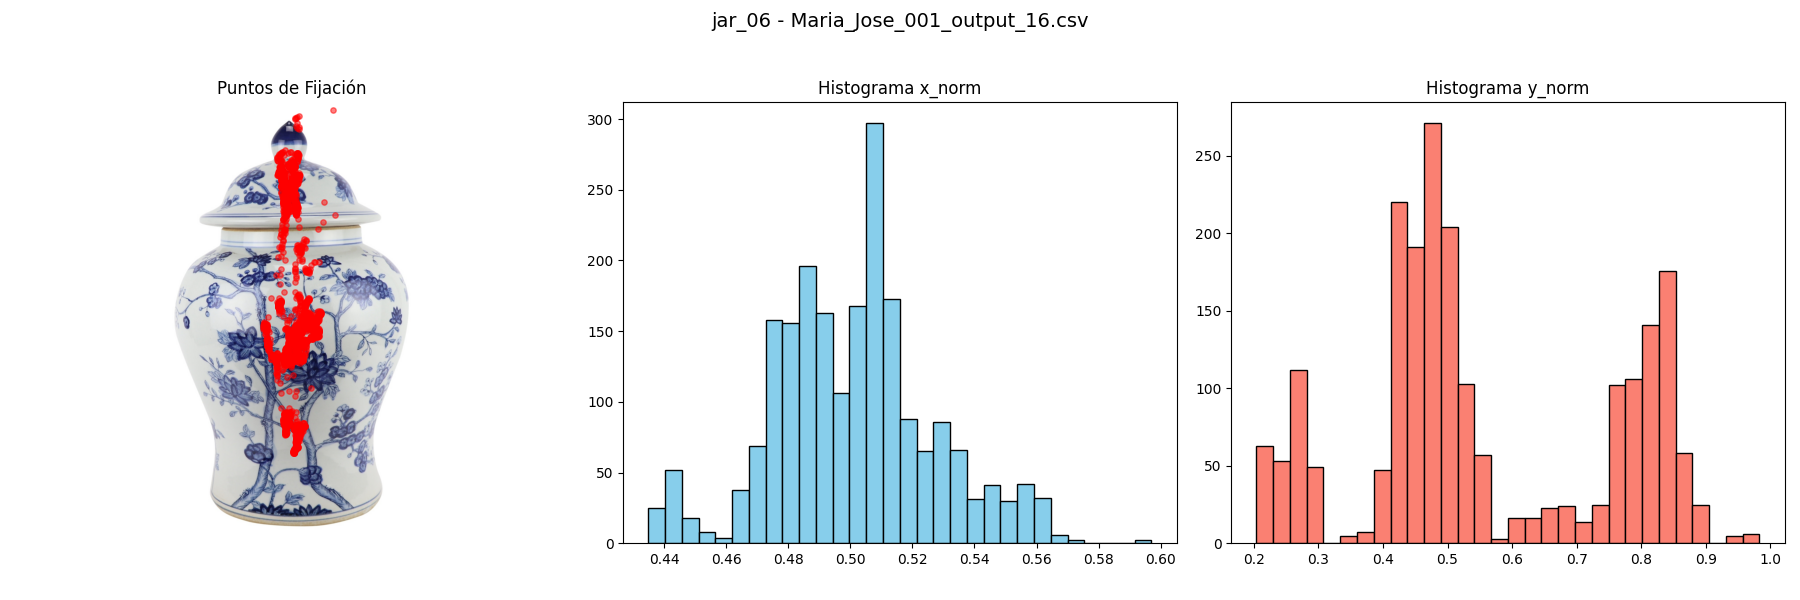 jar_06 - Maria_Jose_001_output_16.csv
Puntos de Fijación
Histograma x_norm
300
250
200
150
100
50
0
0.44 0.46 0.48 0.50 0.52 0.54 0.56 0.58 0.60
Histograma y_norm
250
200
150
100
50
0
0.2 0.3 0.4 0.5 0.6 0.7 0.8 0.9 1.0